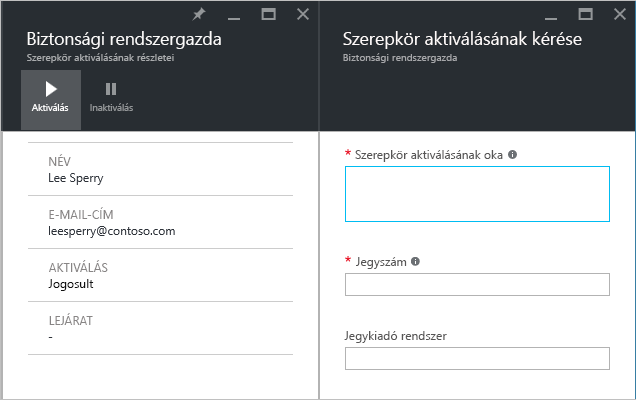 Biztonsági rendszergazda
Szerepkör aktiválásának részletei
Aktiválás
Inaktiválás
NÉV
Lee Sperry
E-MAIL-CÍM
leesperry@contoso.com
AKTIVÁLÁS
Jogosult
LEJÁRAT
-
Szerepkör aktiválásának kérése
Biztonsági rendszergazda
* Szerepkör aktiválásának oka
* Jegyszám
Jegykiadó rendszer